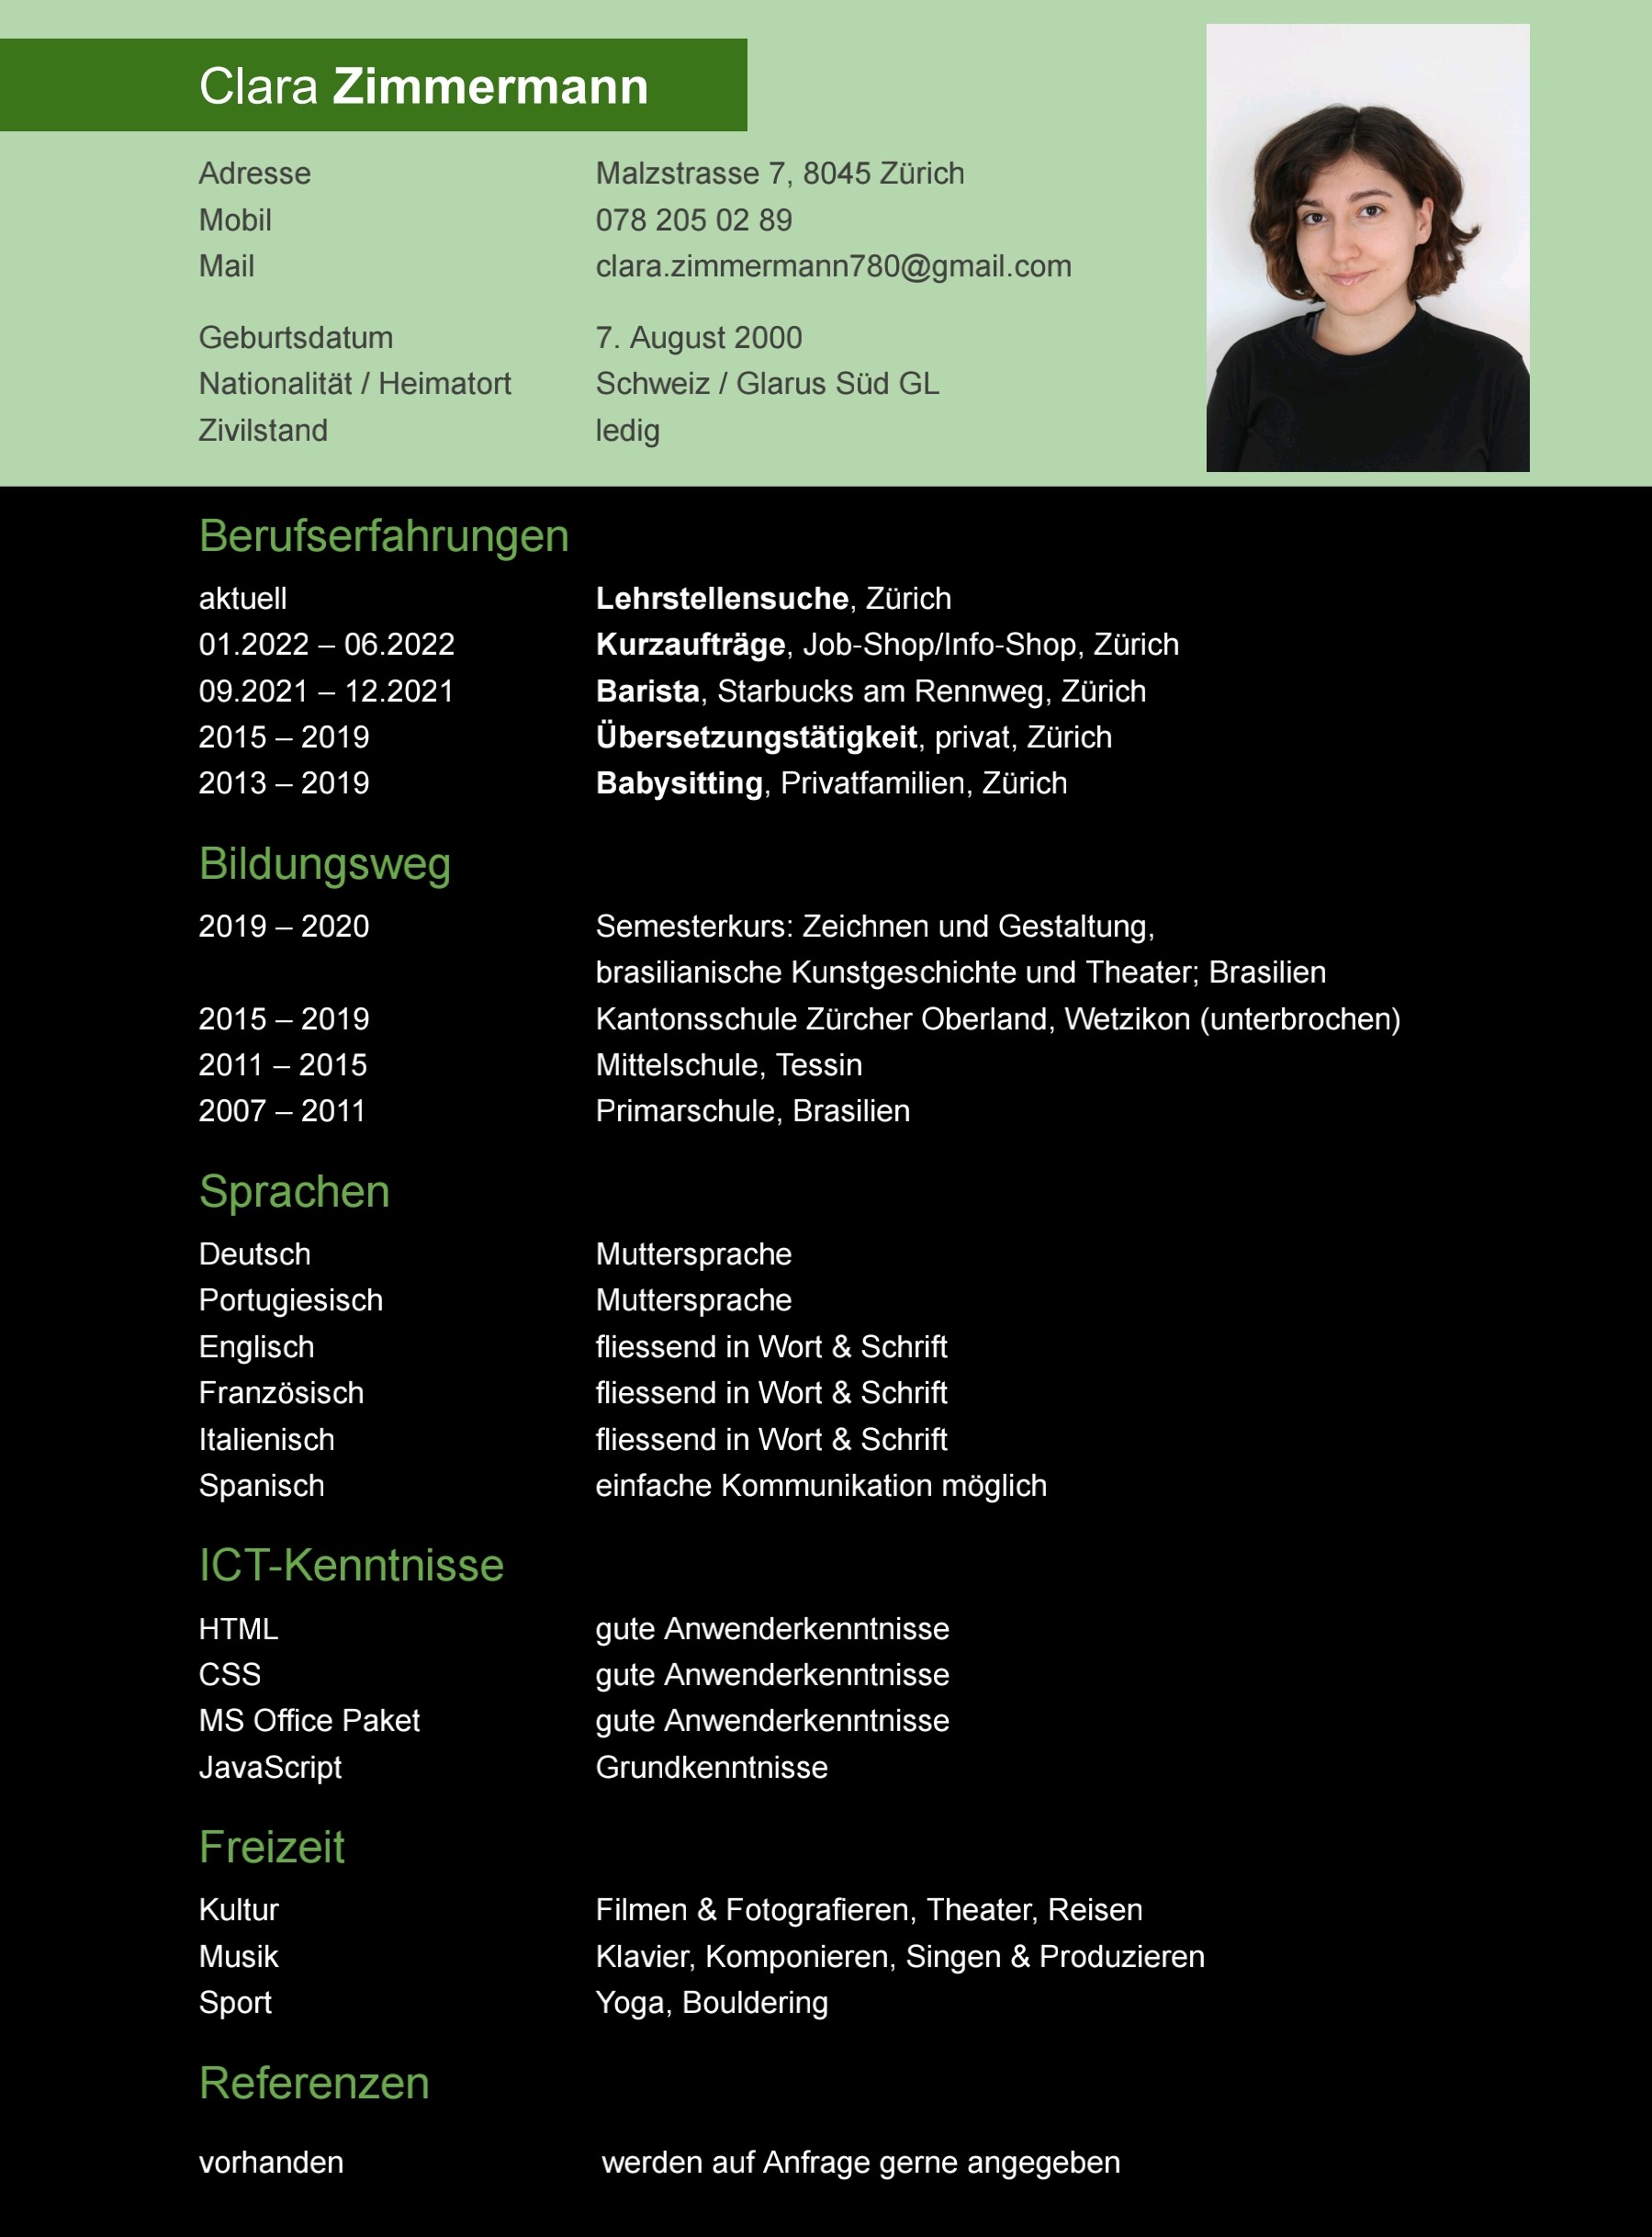 Clara Zimmermann
Adresse Malzstrasse 7, 8045 Zürich
Mobil 078 205 02 89
Mail clara.zimmermann780@gmail.com
Geburtsdatum 7. August 2000
Nationalität / Heimatort Schweiz / Glarus Süd GL
Zivilstand ledig
Berufserfahrungen
aktuell Lehrstellensuche, Zürich
01.2022 – 06.2022 Kurzaufträge, Job-Shop/Info-Shop, Zürich
09.2021 – 12.2021 Barista, Starbucks am Rennweg, Zürich
2015 – 2019 Übersetzungstätigkeit, privat, Zürich
2013 – 2019 Babysitting, Privatfamilien, Zürich
Bildungsweg
2019 – 2020 Semesterkurs: Zeichnen und Gestaltung,
brasilianische Kunstgeschichte und Theater; Brasilien
2015 – 2019 Kantonsschule Zürcher Oberland, Wetzikon (unterbrochen)
2011 – 2015 Mittelschule, Tessin
2007 – 2011 Primarschule, Brasilien
Sprachen
Deutsch Muttersprache
Portugiesisch Muttersprache
Englisch fliessend in Wort & Schrift
Französisch fliessend in Wort & Schrift
Italienisch fliessend in Wort & Schrift
Spanisch einfache Kommunikation möglich
ICT-Kenntnisse
HTML gute Anwenderkenntnisse
CSS gute Anwenderkenntnisse
MS Office Paket gute Anwenderkenntnisse
JavaScript Grundkenntnisse
Freizeit
Kultur Filmen & Fotografieren, Theater, Reisen
Musik Klavier, Komponieren, Singen & Produzieren
Sport Yoga, Bouldering
Referenzen
vorhanden werden auf Anfrage gerne angegeben